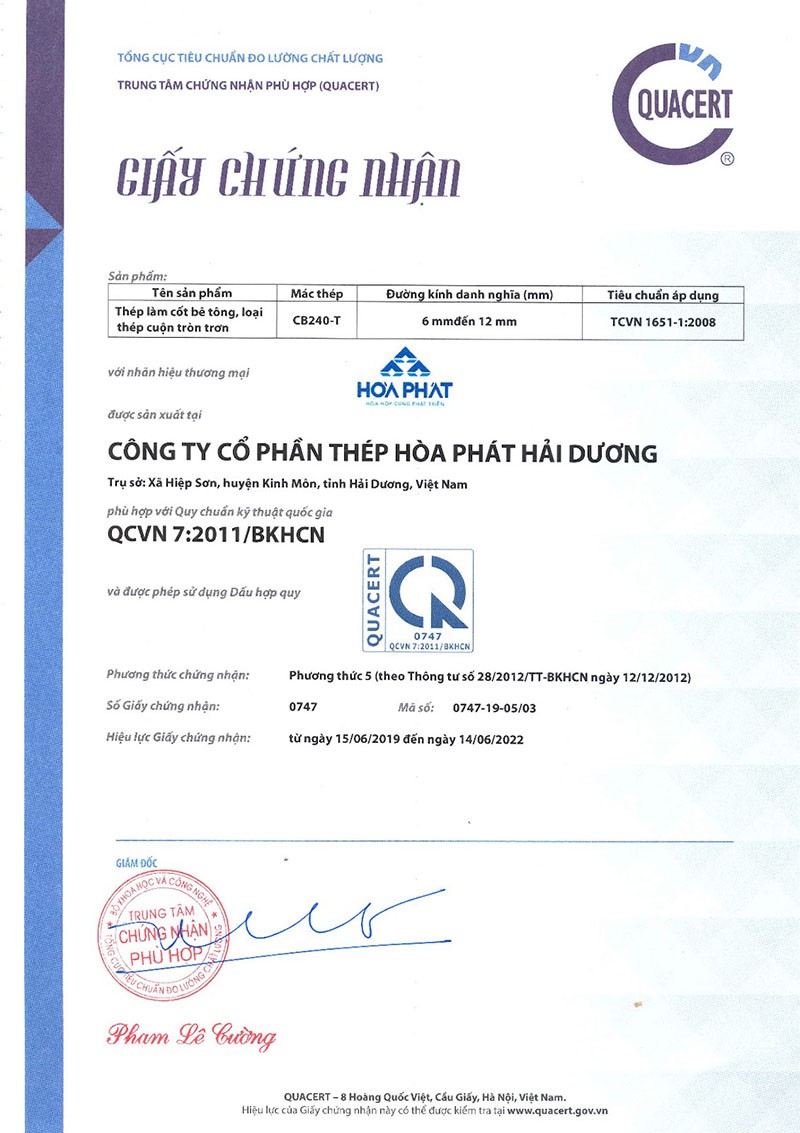 TỔNG CỤC TIÊU CHUẨN ĐO LƯỜNG CHẤT LƯỢNG
TRUNG TÂM CHỨNG NHẬN PHÙ HỢP (QUACERT)
VN
QUACERT
®
GIẤY CHỨNG NHẬN
Sản phẩm:
Tên sản phẩm Mác thép Đường kính danh nghĩa (mm) Tiêu chuẩn áp dụng
Thép làm cốt bê tông, loại
thép cuộn tròn trơn CB240-T 6 mmđến 12 mm TCVN 1651-1:2008
với nhãn hiệu thương mại
HÒA PHÁT
HÒA HỢP CÙNG PHÁT TRIỂN
được sản xuất tại
CÔNG TY CỔ PHẦN THÉP HÒA PHÁT HẢI DƯƠNG
Trụ sở: Xã Hiệp Sơn, huyện Kinh Môn, tỉnh Hải Dương, Việt Nam
phù hợp với Quy chuẩn kỹ thuật quốc gia
QCVN 7:2011/BKHCN
và được phép sử dụng Dấu hợp quy
QUACERT
0747
QCVN 7:2011/BKHCN
Phương thức chứng nhận: Phương thức 5 (theo Thông tư số 28/2012/TT-BKHCN ngày 12/12/2012)
Số Giấy chứng nhận: 0747 Mã số: 0747-19-05/03
Hiệu lực Giấy chứng nhận: từ ngày 15/06/2019 đến ngày 14/06/2022
GIÁM ĐỐC
BỘ KHOA HỌC VÀ CÔNG NGHỆ
TRUNG TÂM
CHỨNG NHẬN
PHÙ HỢP
TỔNG CỤC TIÊU CHUẨN ĐO LƯỜNG CHẤT LƯỢNG
Phạm Lê Cường
QUACERT – 8 Hoàng Quốc Việt, Cầu Giấy, Hà Nội, Việt Nam.
Hiệu lực của Giấy chứng nhận này có thể được kiểm tra tại www.quacert.gov.vn